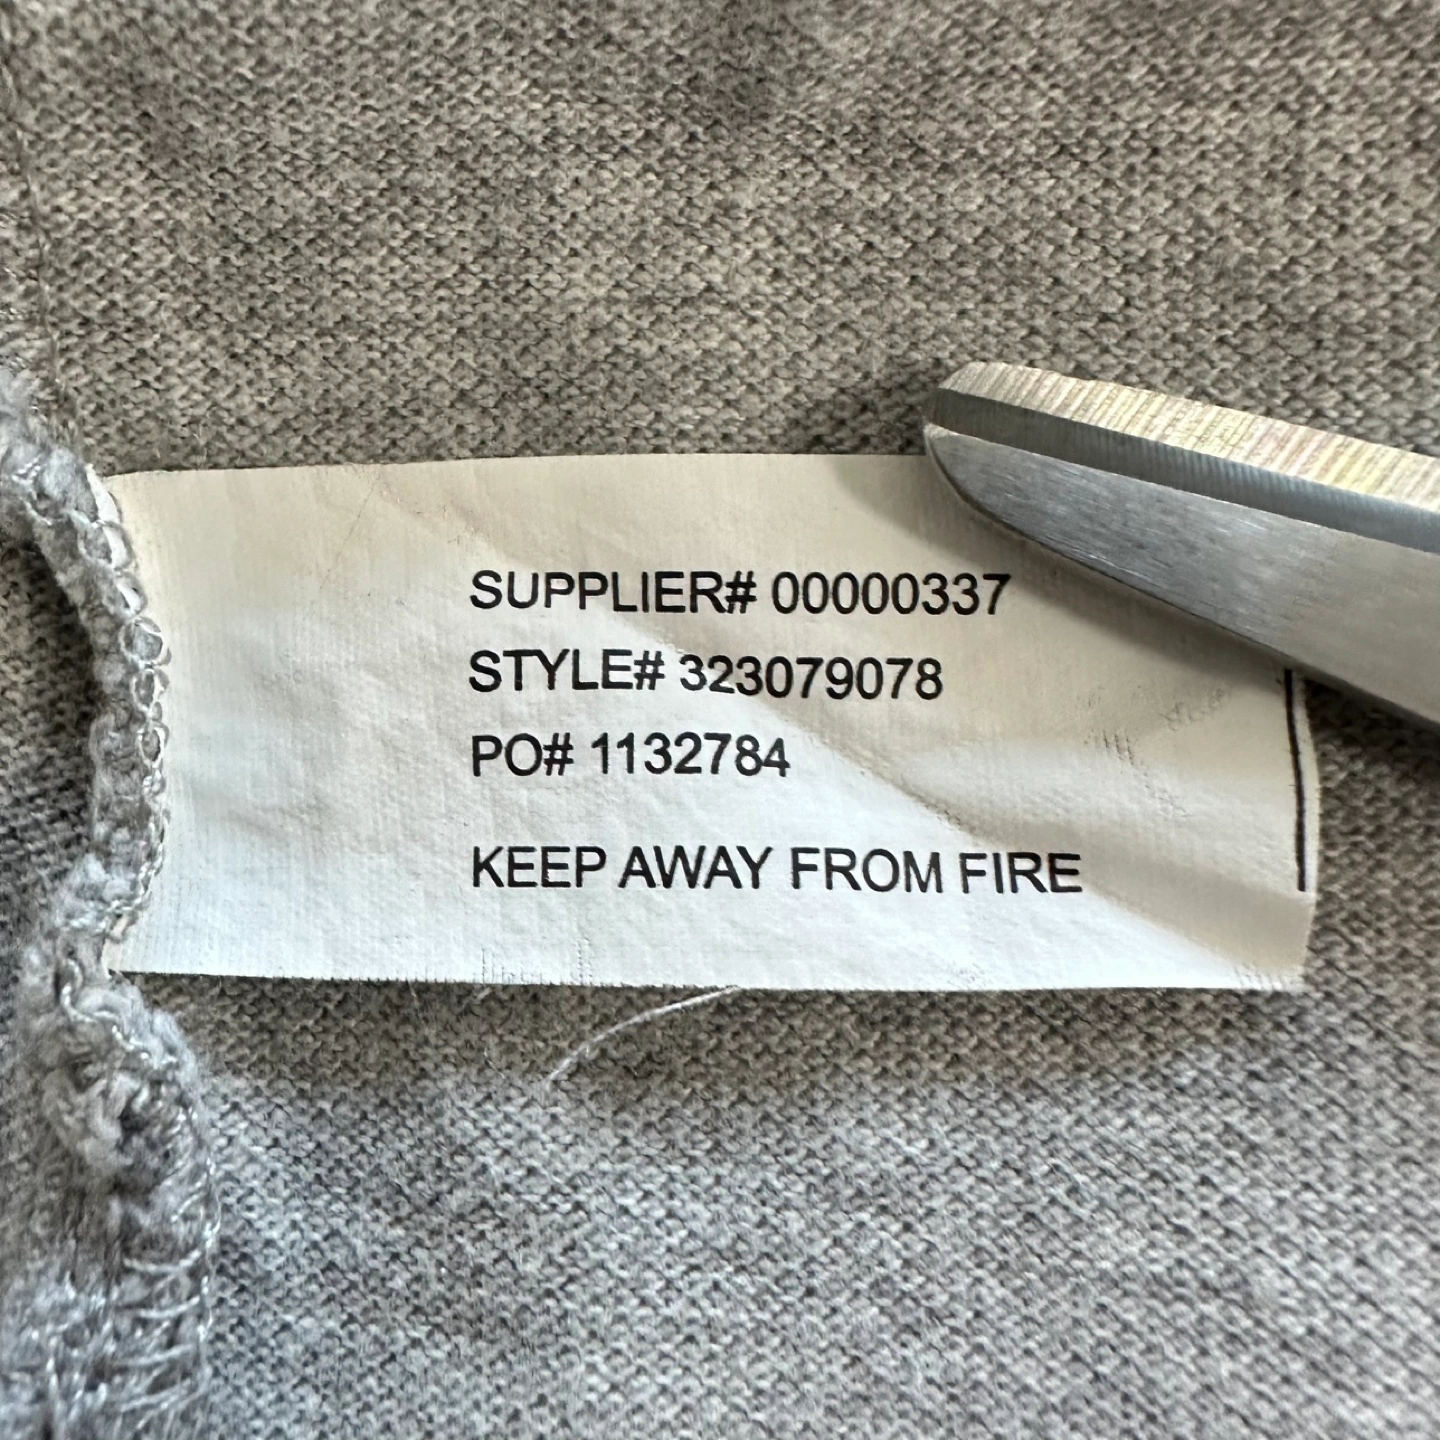 SUPPLIER# 00000337
STYLE# 323079078
PO# 1132784
KEEP AWAY FROM FIRE